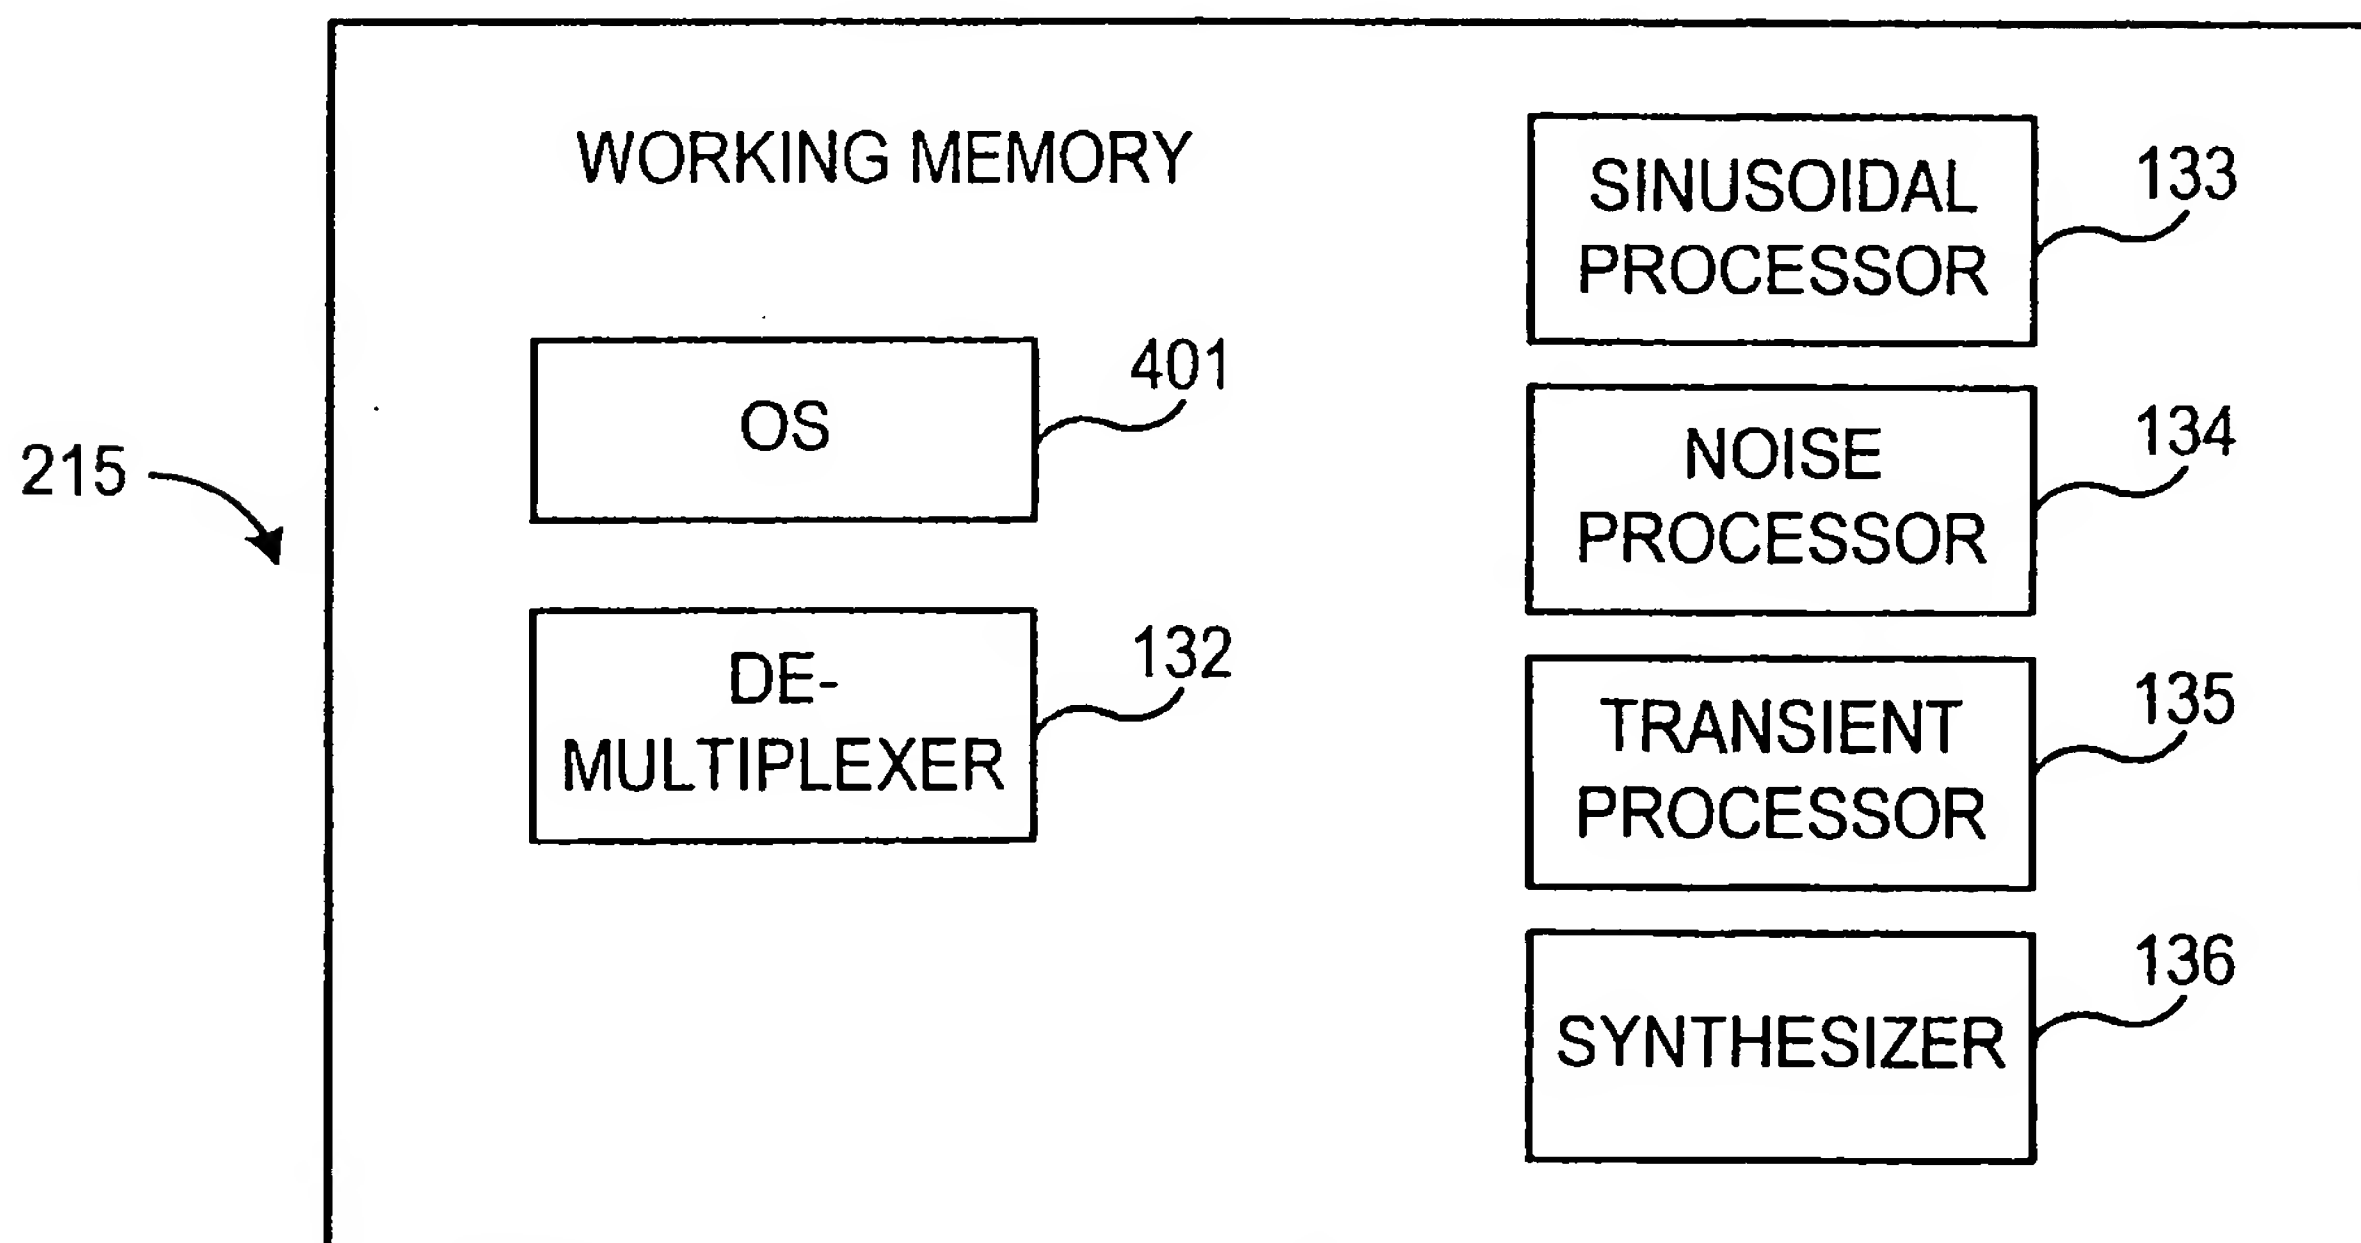 WORKING MEMORY
215
OS
401
DE-
MULTIPLEXER
132
SINUSOIDAL
PROCESSOR
133
NOISE
PROCESSOR
134
TRANSIENT
PROCESSOR
135
SYNTHESIZER
136